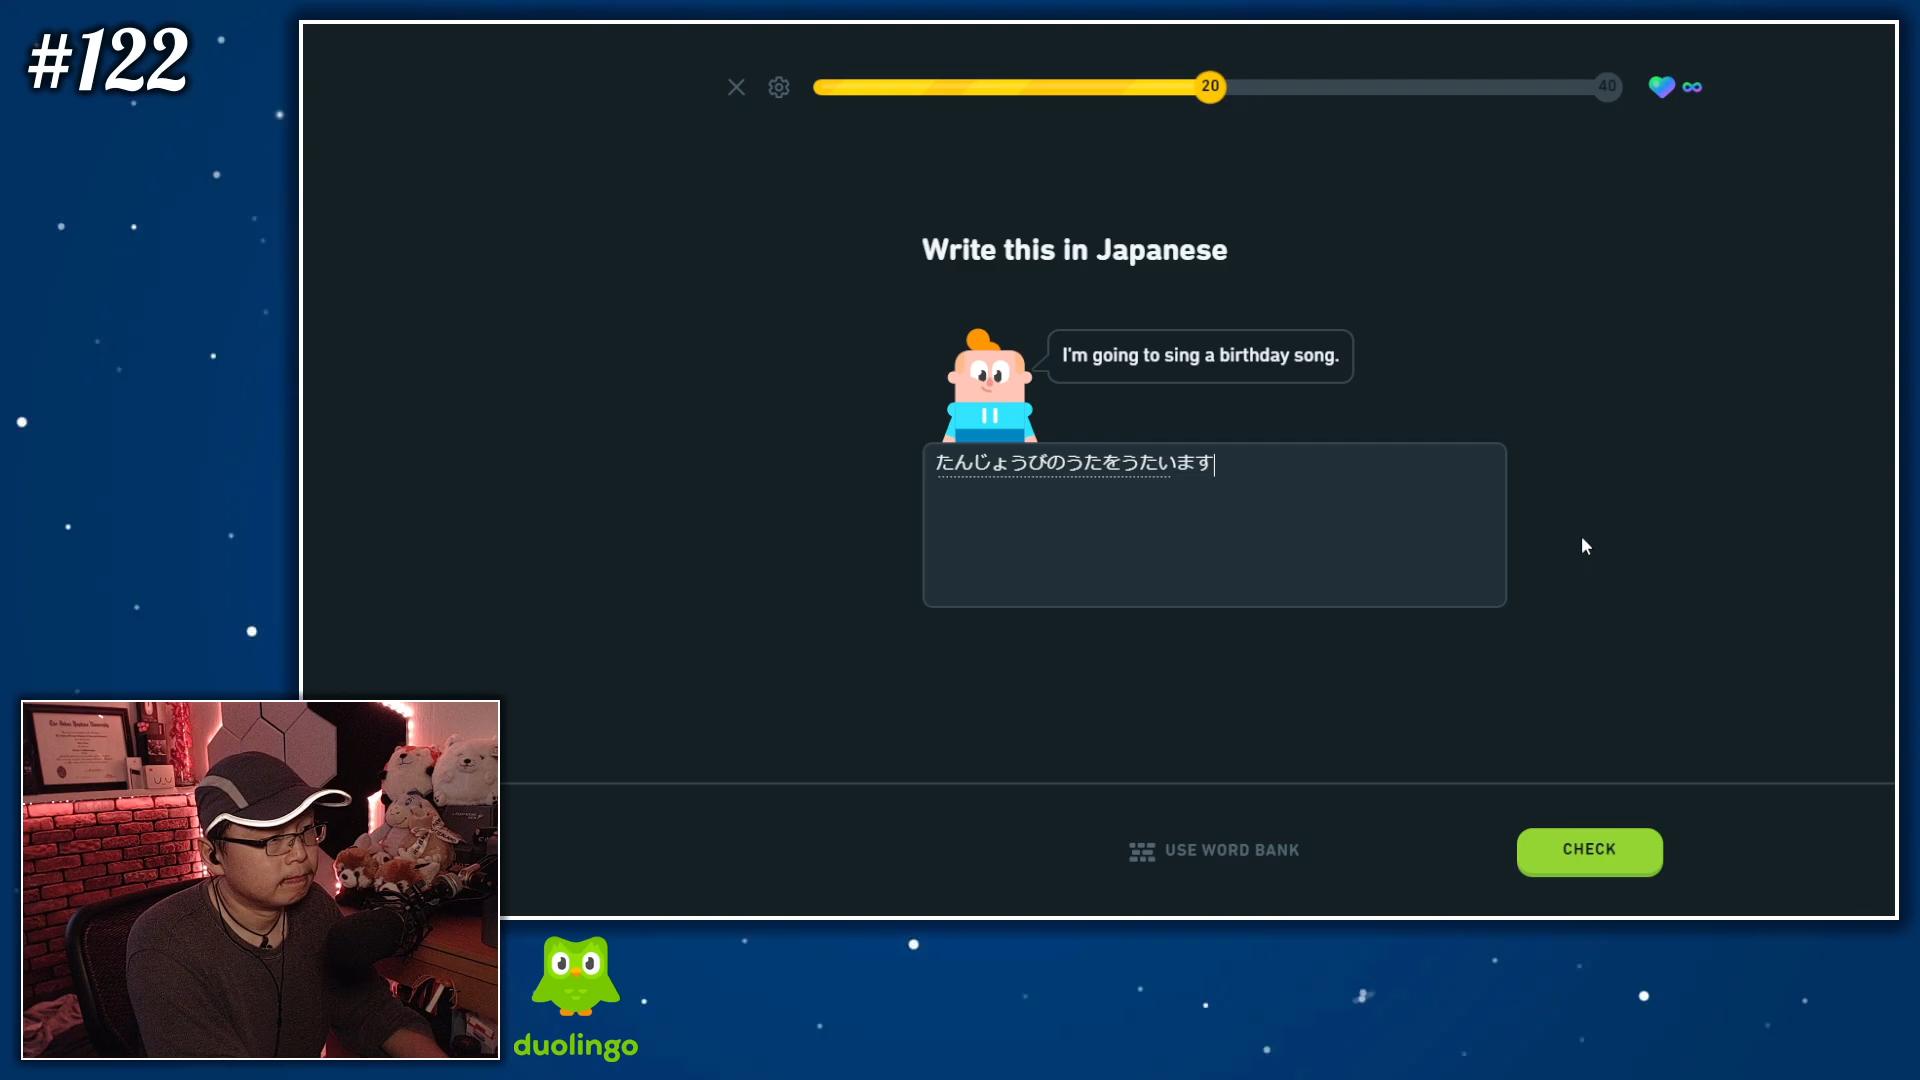 #122
20
40
Write this in Japanese
I'm going to sing a birthday song.
たんじょうびのうたをうたいます
USE WORD BANK
CHECK
duolingo